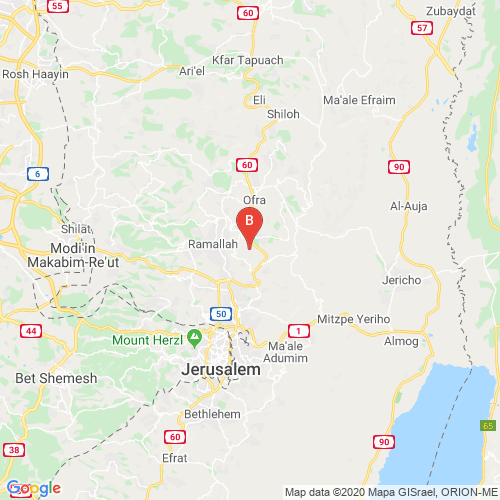 55
Zubaydat
57
Kfar Tapuach
Rosh Haayin
Ari'el
Eli
Ma'ale Efraim
Shiloh
60
90
6
Ofra
Al-Auja
B
Shilat
Ramallah
Modi'in
Makabim-Re'ut
Jericho
50
Mitzpe Yeriho
44
1
Mount Herzl
Almog
Ma'ale
Adumim
Jerusalem
Bet Shemesh
Bethlehem
65
60
90
38
Efrat
Google
Map data ©2020 Mapa GISrael, ORION-ME